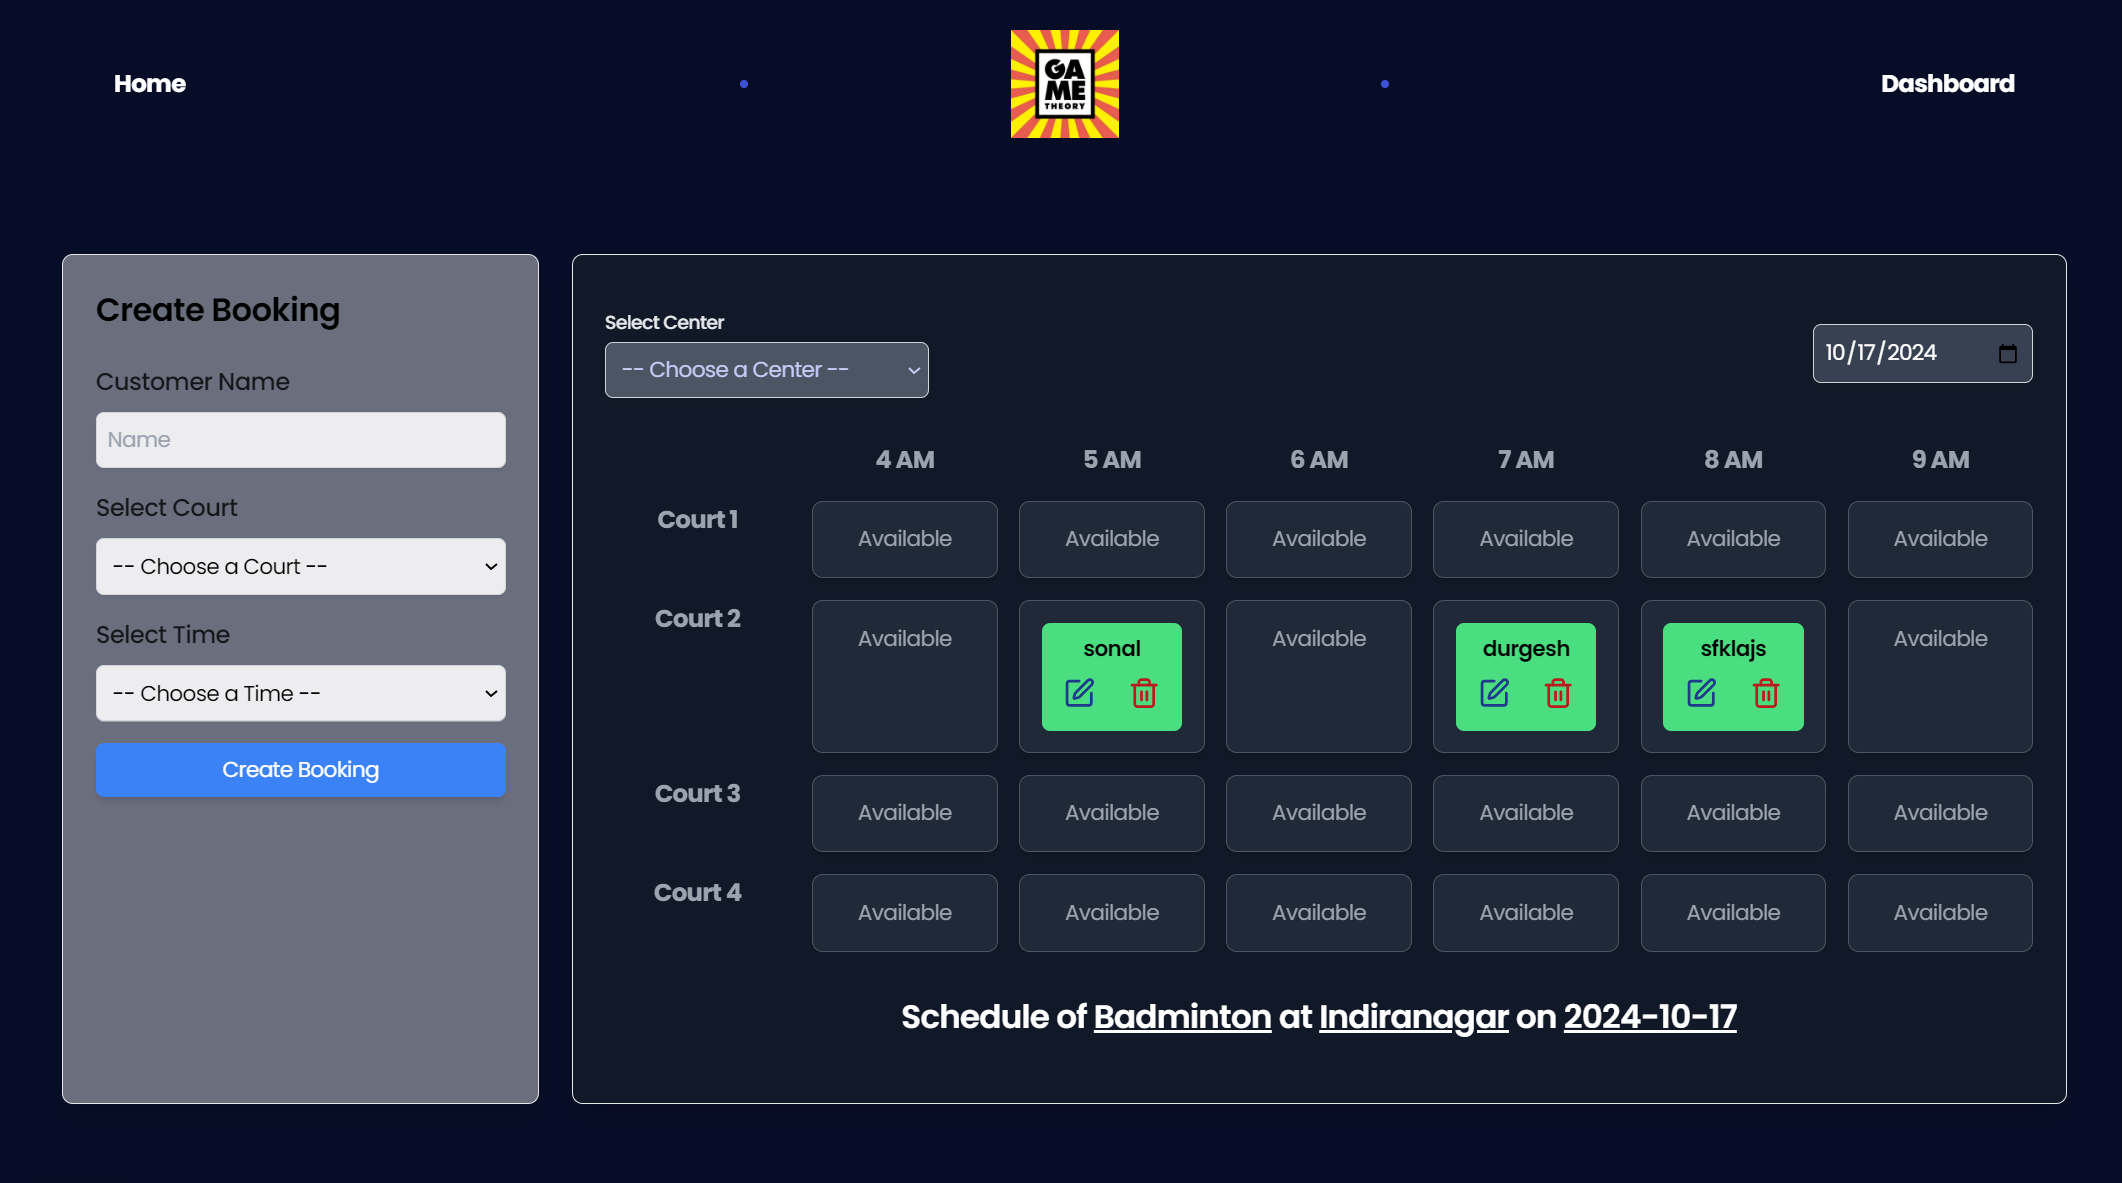 Home
GA
ME
THEORY
Dashboard
Create Booking
Customer Name
Name
Select Court
-- Choose a Court --
Select Time
-- Choose a Time --
Create Booking
Select Center
-- Choose a Center --
10/17/2024
4 AM 5 AM 6 AM 7 AM 8 AM 9 AM
Court 1 Available Available Available Available Available Available
Court 2 Available sonal Available durgesh sfklajs Available
Court 3 Available Available Available Available Available Available
Court 4 Available Available Available Available Available Available
Schedule of Badminton at Indiranagar on 2024-10-17